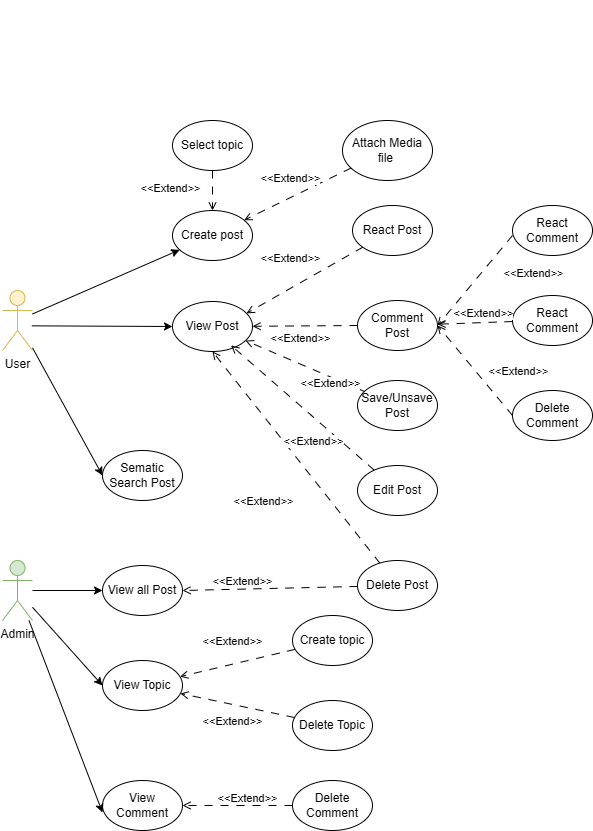 Select topic
Attach Media
file
<<Extend>>
<<Extend>>
Create post
React Post
React
Comment
<<Extend>>
<<Extend>>
User
View Post
Comment
Post
<<Extend>>
React
Comment
<<Extend>>
<<Extend>>
<<Extend>>
Save/Unsave
Post
Delete
Comment
<<Extend>>
Sematic
Search Post
Edit Post
<<Extend>>
Admin
View all Post
<<Extend>>
Delete Post
<<Extend>>
Create topic
View Topic
<<Extend>>
Delete Topic
View
Comment
<<Extend>>
Delete
Comment